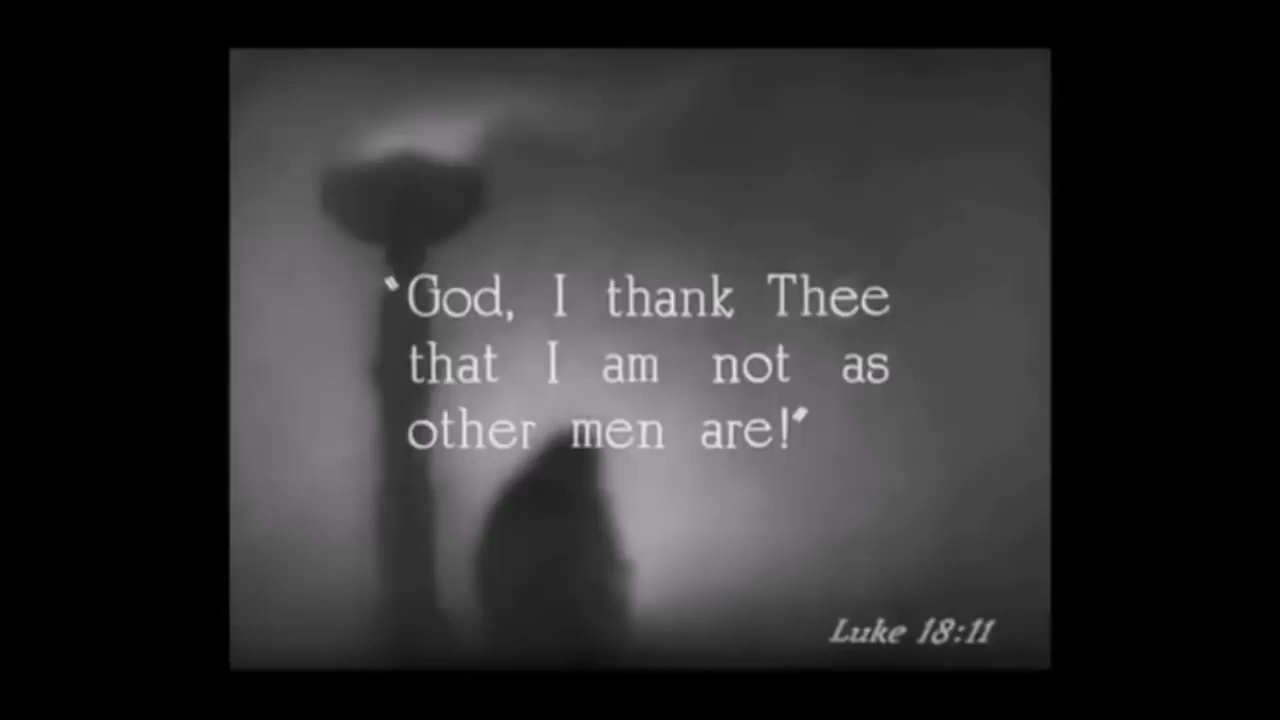 "God, I thank Thee
that I am not as
other men are!"
Luke 18:11